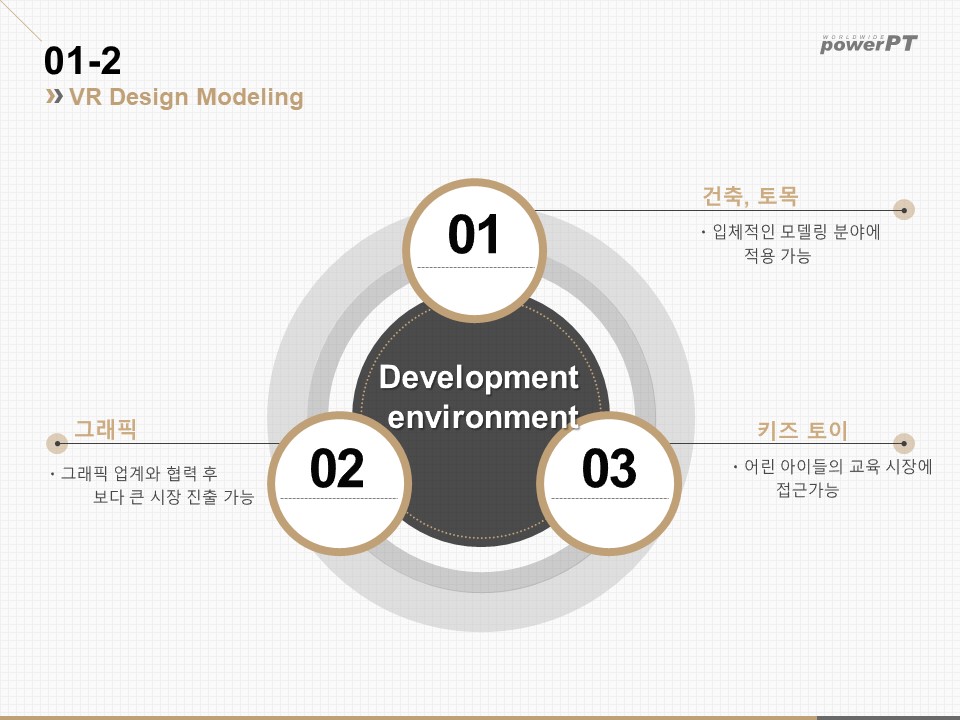 01-2
» VR Design Modeling
WORLDWIDE
powerPT
01
건축, 토목
· 입체적인 모델링 분야에
적용 가능
Development
environment
02
그래픽
· 그래픽 업계와 협력 후
보다 큰 시장 진출 가능
03
키즈 토이
· 어린 아이들의 교육 시장에
접근가능